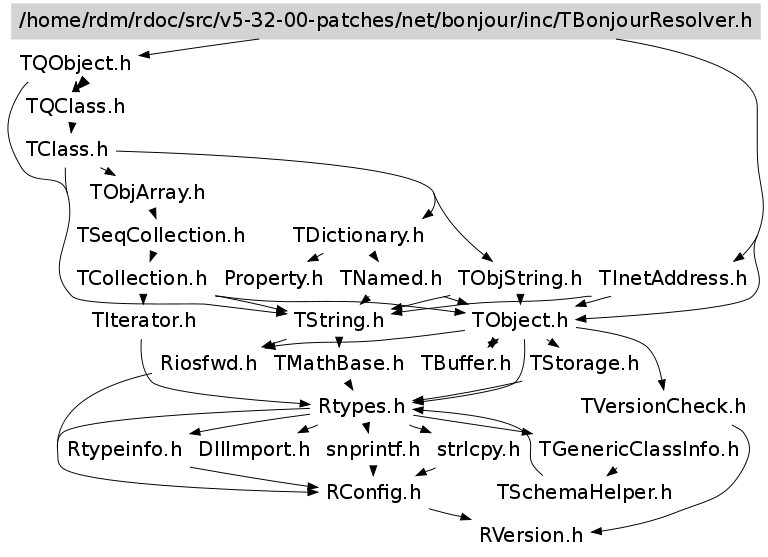 /home/rdm/rdoc/src/v5-32-00-patches/net/bonjour/inc/TBonjourResolver.h
TQObject.h
TQClass.h
TClass.h
TObjArray.h
TSeqCollection.h TDictionary.h
TCollection.h Property.h TNamed.h TObjString.h TInetAddress.h
TIterator.h TString.h TObject.h
Riosfwd.h TMathBase.h TBuffer.h TStorage.h
Rtypes.h TVersionCheck.h
Rtypeinfo.h DllImport.h snprintf.h strlcpy.h TGenericClassInfo.h
RConfig.h TSchemaHelper.h
RVersion.h